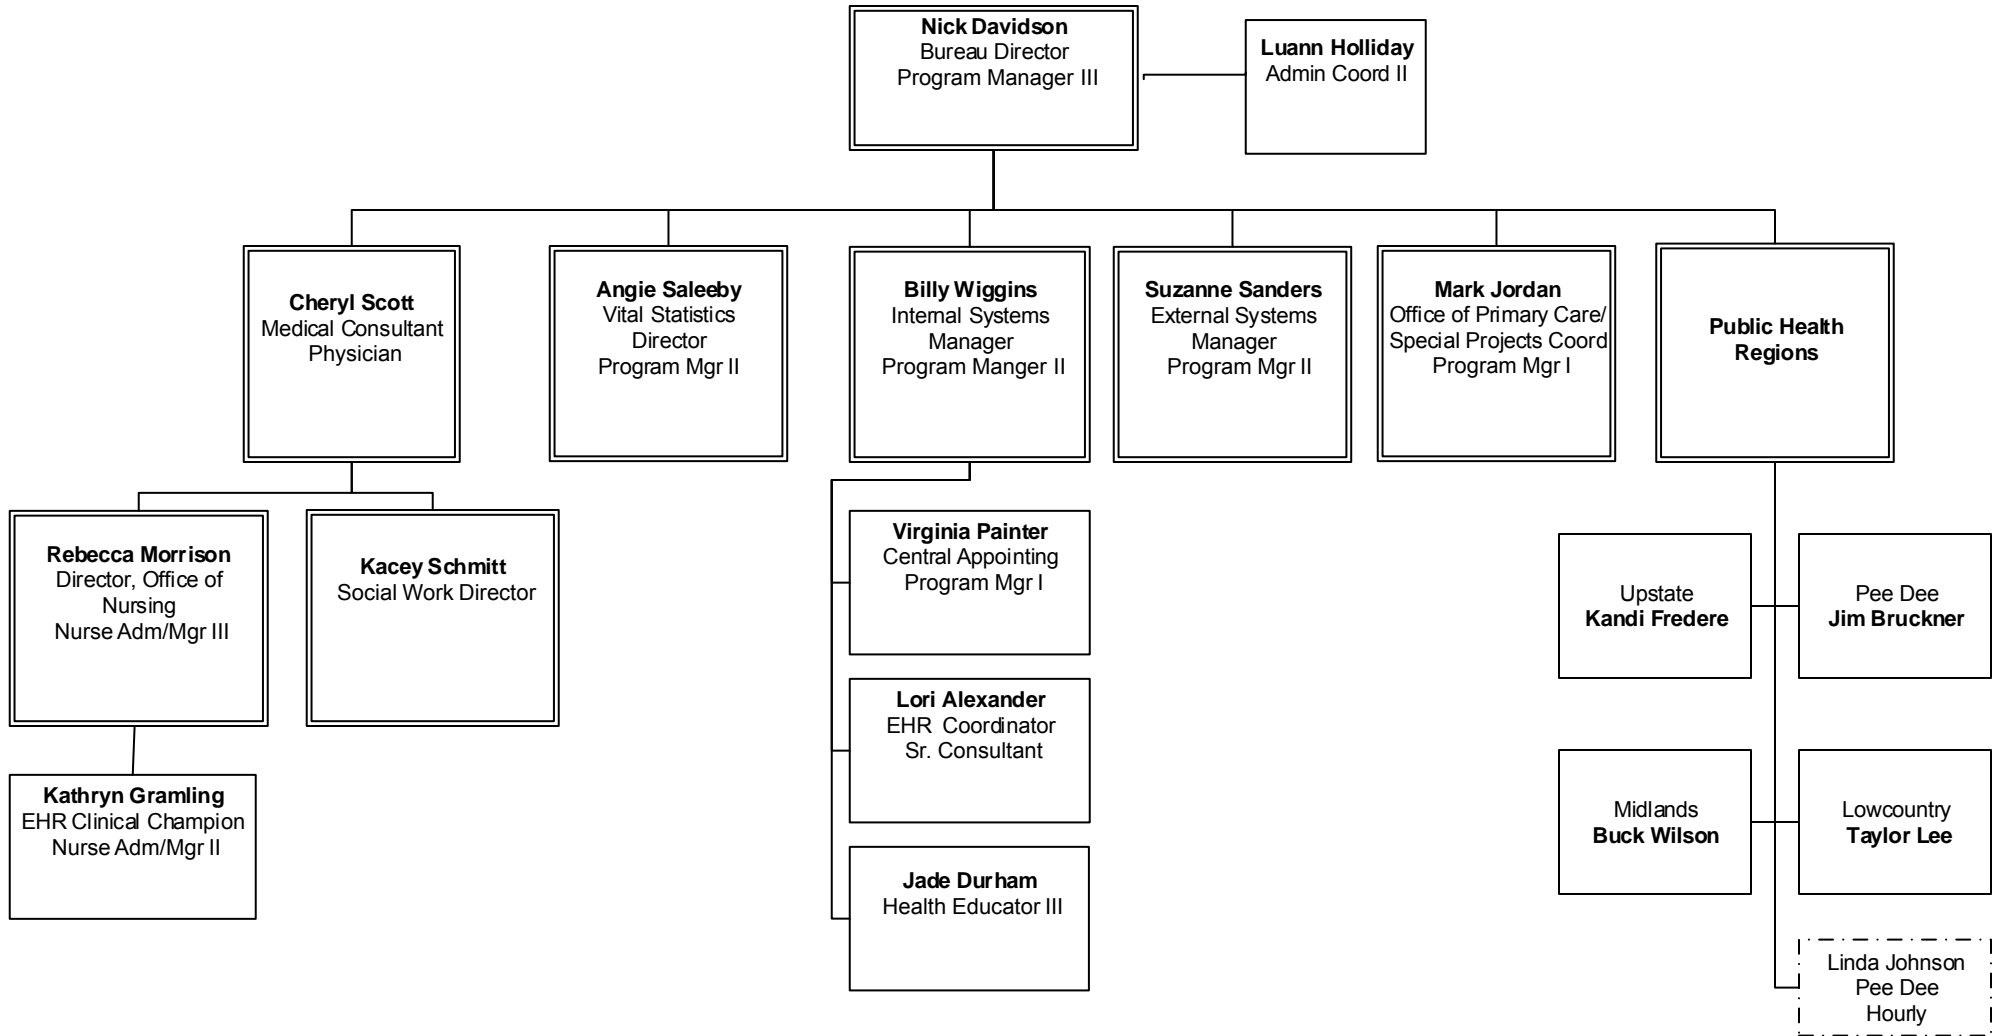 Nick Davidson
Bureau Director
Program Manager III
Luann Holliday
Admin Coord II
Cheryl Scott
Medical Consultant
Physician
Angie Saleeby
Vital Statistics
Director
Program Mgr II
Billy Wiggins
Internal Systems
Manager
Program Manger II
Suzanne Sanders
External Systems
Manager
Program Mgr II
Mark Jordan
Office of Primary Care/
Special Projects Coord
Program Mgr I
Public Health
Regions
Rebecca Morrison
Director, Office of
Nursing
Nurse Adm/Mgr III
Kacey Schmitt
Social Work Director
Kathryn Gramling
EHR Clinical Champion
Nurse Adm/Mgr II
Virginia Painter
Central Appointing
Program Mgr I
Lori Alexander
EHR Coordinator
Sr. Consultant
Jade Durham
Health Educator III
Upstate
Kandi Fredere
Pee Dee
Jim Bruckner
Midlands
Buck Wilson
Lowcountry
Taylor Lee
Linda Johnson
Pee Dee
Hourly